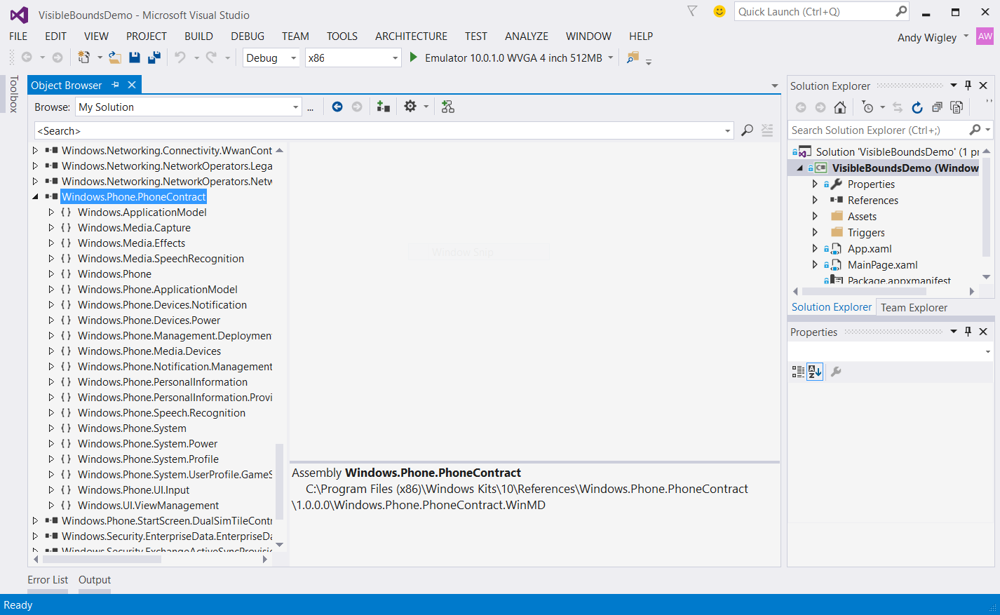 VisibleBoundsDemo - Microsoft Visual Studio
Quick Launch (Ctrl+Q)
FILE EDIT VIEW PROJECT BUILD DEBUG TEAM TOOLS ARCHITECTURE TEST ANALYZE WINDOW HELP
Andy Wigley AW
Debug x86 Emulator 10.0.1.0 WVGA 4 inch 512MB
Toolbox
Object Browser
Browse: My Solution ...
<Search>
Windows.Networking.Connectivity.WwanCont
Windows.Networking.NetworkOperators.Lega
Windows.Networking.NetworkOperators.Netw
Windows.Phone.PhoneContract
{ } Windows.ApplicationModel
{ } Windows.Media.Capture
{ } Windows.Media.Effects
{ } Windows.Media.SpeechRecognition
{ } Windows.Phone
{ } Windows.Phone.ApplicationModel
{ } Windows.Phone.Devices.Notification
{ } Windows.Phone.Devices.Power
{ } Windows.Phone.Management.Deploymen
{ } Windows.Phone.Media.Devices
{ } Windows.Phone.Notification.Management
{ } Windows.Phone.PersonalInformation
{ } Windows.Phone.PersonalInformation.Provi
{ } Windows.Phone.Speech.Recognition
{ } Windows.Phone.System
{ } Windows.Phone.System.Power
{ } Windows.Phone.System.Profile
{ } Windows.Phone.System.UserProfile.GameS
{ } Windows.Phone.UI.Input
{ } Windows.UI.ViewManagement
Windows.Phone.StartScreen.DualSimTileContr
Windows.Security.EnterpriseData.EnterpriseDa
Windows.Security.ExchangeActiveSyncProvisio
Window Snip
Assembly Windows.Phone.PhoneContract
C:\Program Files (x86)\Windows Kits\10\References\Windows.Phone.PhoneContract
\1.0.0.0\Windows.Phone.PhoneContract.WinMD
Solution Explorer
Search Solution Explorer (Ctrl+;)
Solution 'VisibleBoundsDemo' (1 pr
C# VisibleBoundsDemo (Window
Properties
References
Assets
Triggers
App.xaml
MainPage.xaml
Package.appxmanifest
Solution Explorer Team Explorer
Properties
AZ
Error List Output
Ready